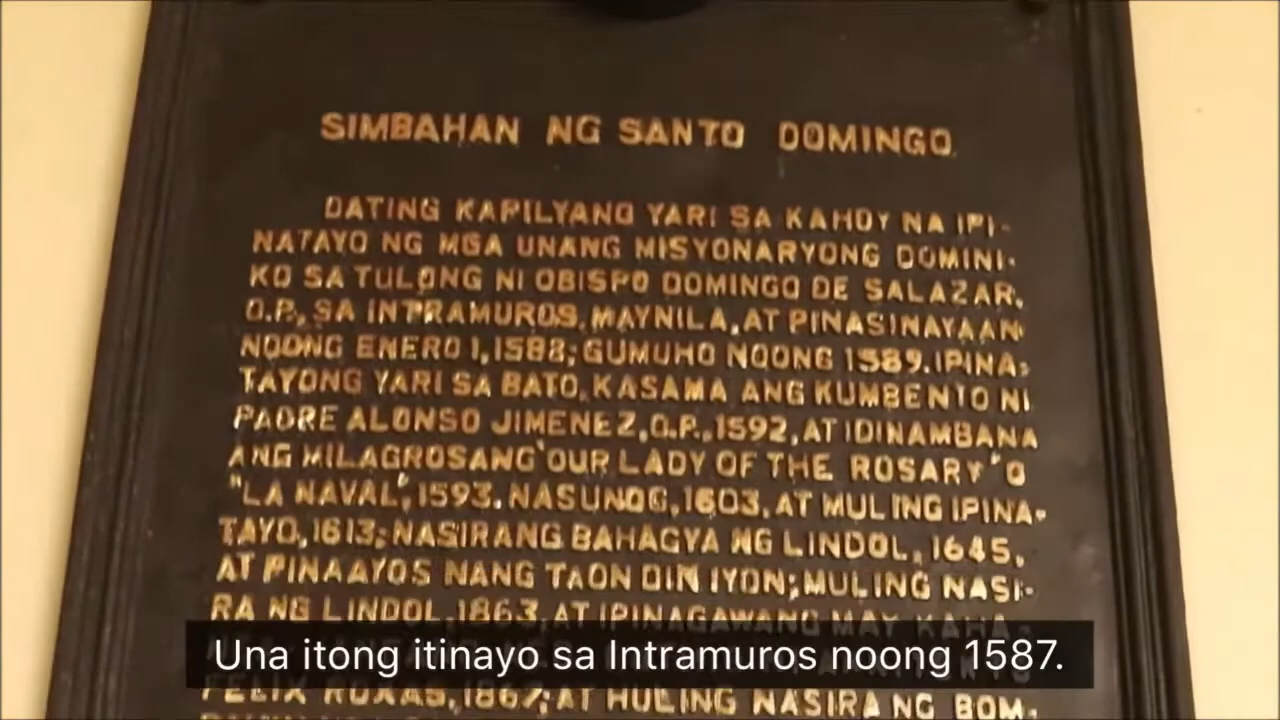 SIMBAHAN NG SANTO DOMINGO
DATING KAPILYANG YARI SA KAHOY NA IPI-
NATAYO NG MGA UNANG MISYONARYONG DOMINI-
KO SA TULONG NI OBISPO DOMINGO DE SALAZAR,
O.P., SA INTRAMUROS, MAYNILA, AT PINASINAYAAN
NOONG ENERO 1, 1588; GUMUHO NOONG 1589. IPINA-
TAYONG YARI SA BATO, KASAMA ANG KUMBENTO NI
PADRE ALONSO JIMENEZ, O.P., 1592, AT IDINAMBANA
ANG MILAGROSANG "OUR LADY OF THE ROSARY" O
"LA NAVAL", 1593. NASUNOG, 1603, AT MULING IPINA-
TAYO, 1613; NASIRANG BAHAGYA NG LINDOL, 1645,
AT PINAAYOS NANG TAON DIN IYON; MULING NASI-
RA NG LINDOL, 1863, AT IPINAGAWANG MAY KAHA-
Una itong itinayo sa Intramuros noong 1587.
FELIX ROXAS, 1867; AT HULING NASIRA NG BOM-